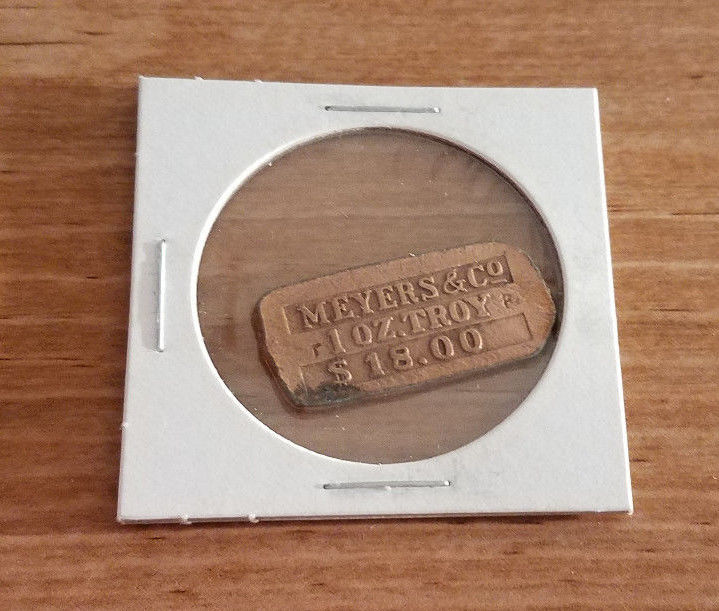 MEYERS & Co
1 OZ. TROY
$ 18.00